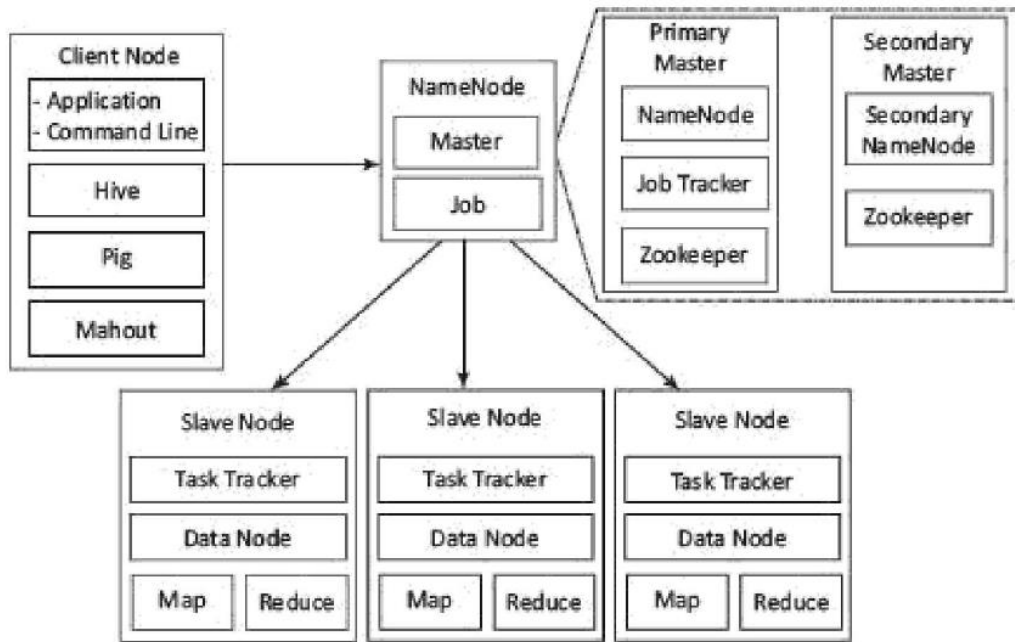 Client Node
- Application
- Command Line
Hive
Pig
Mahout
NameNode
Master
Job
Primary
Master
NameNode
Job Tracker
Zookeeper
Secondary
Master
Secondary
NameNode
Zookeeper
Slave Node
Task Tracker
Data Node
Map
Reduce
Slave Node
Task Tracker
Data Node
Map
Reduce
Slave Node
Task Tracker
Data Node
Map
Reduce